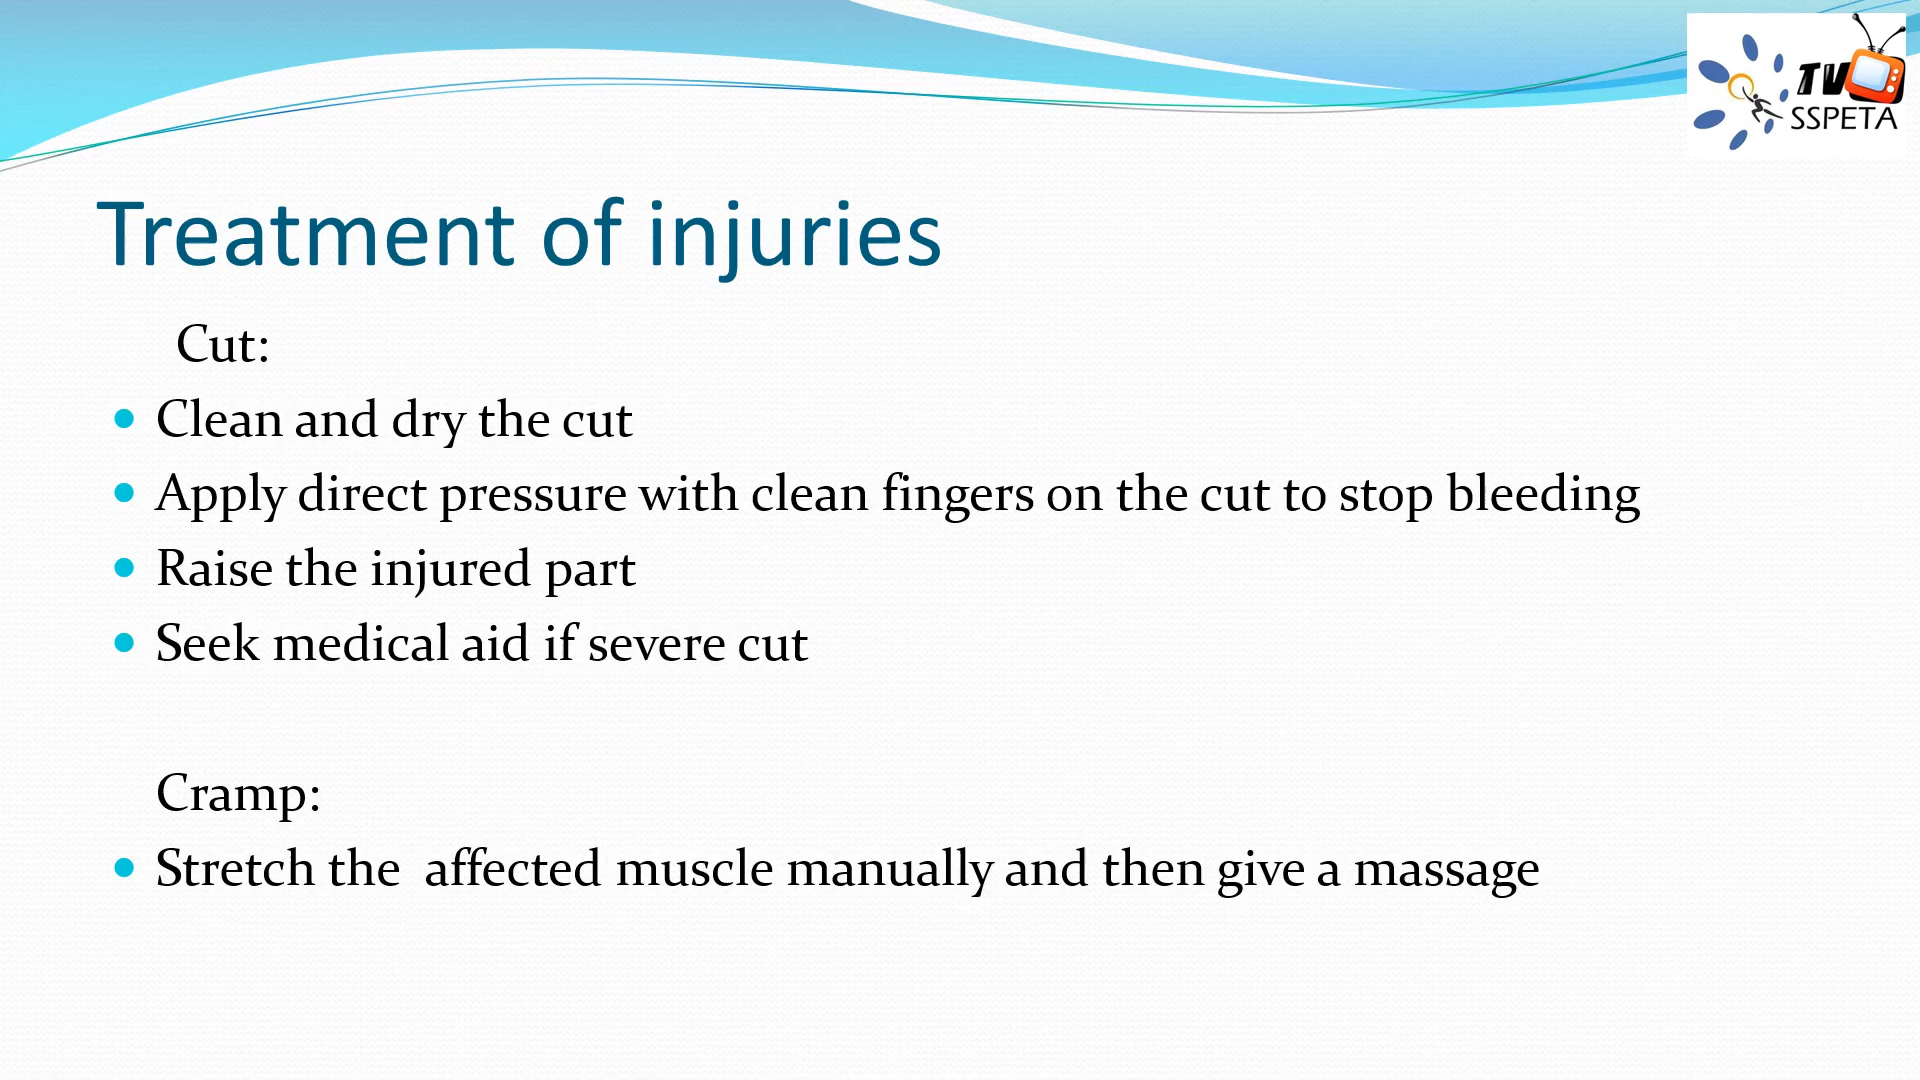 TV
SSPETA
Treatment of injuries
Cut:
Clean and dry the cut
Apply direct pressure with clean fingers on the cut to stop bleeding
Raise the injured part
Seek medical aid if severe cut
Cramp:
Stretch the  affected muscle manually and then give a massage